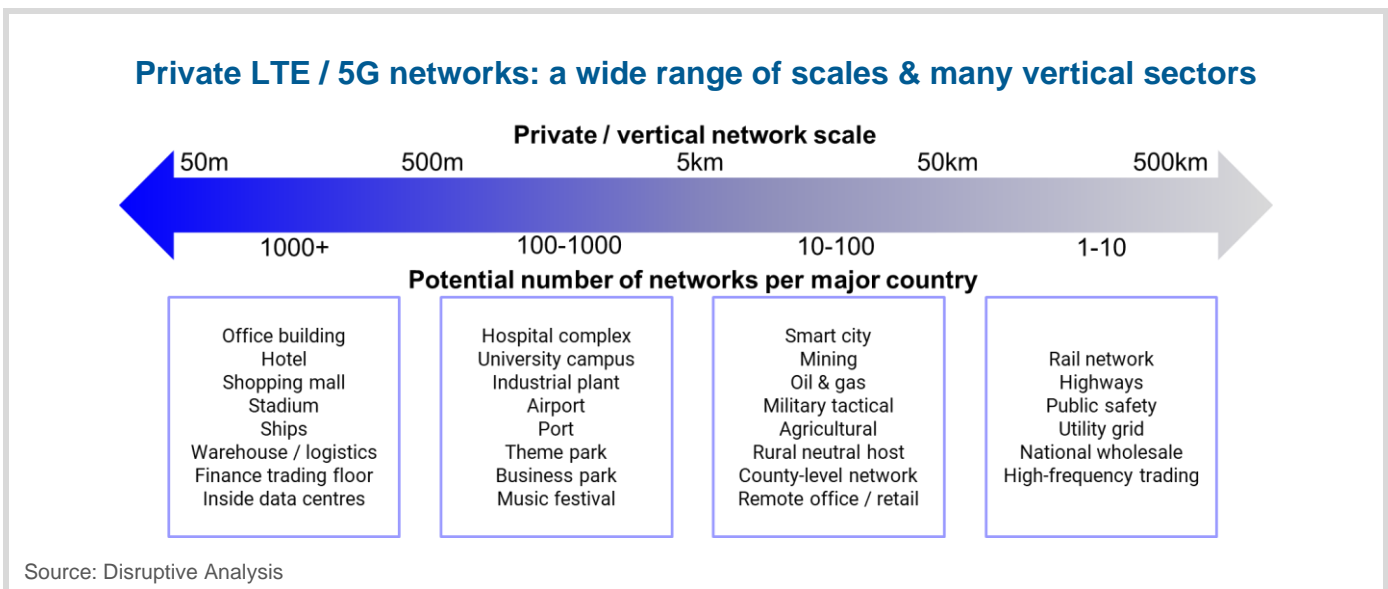 Private LTE / 5G networks: a wide range of scales & many vertical sectors
Private / vertical network scale
50m 500m 5km 50km 500km
1000+ 100-1000 10-100 1-10
Potential number of networks per major country
Office building
Hotel
Shopping mall
Stadium
Ships
Warehouse / logistics
Finance trading floor
Inside data centres
Hospital complex
University campus
Industrial plant
Airport
Port
Theme park
Business park
Music festival
Smart city
Mining
Oil & gas
Military tactical
Agricultural
Rural neutral host
County-level network
Remote office / retail
Rail network
Highways
Public safety
Utility grid
National wholesale
High-frequency trading
Source: Disruptive Analysis